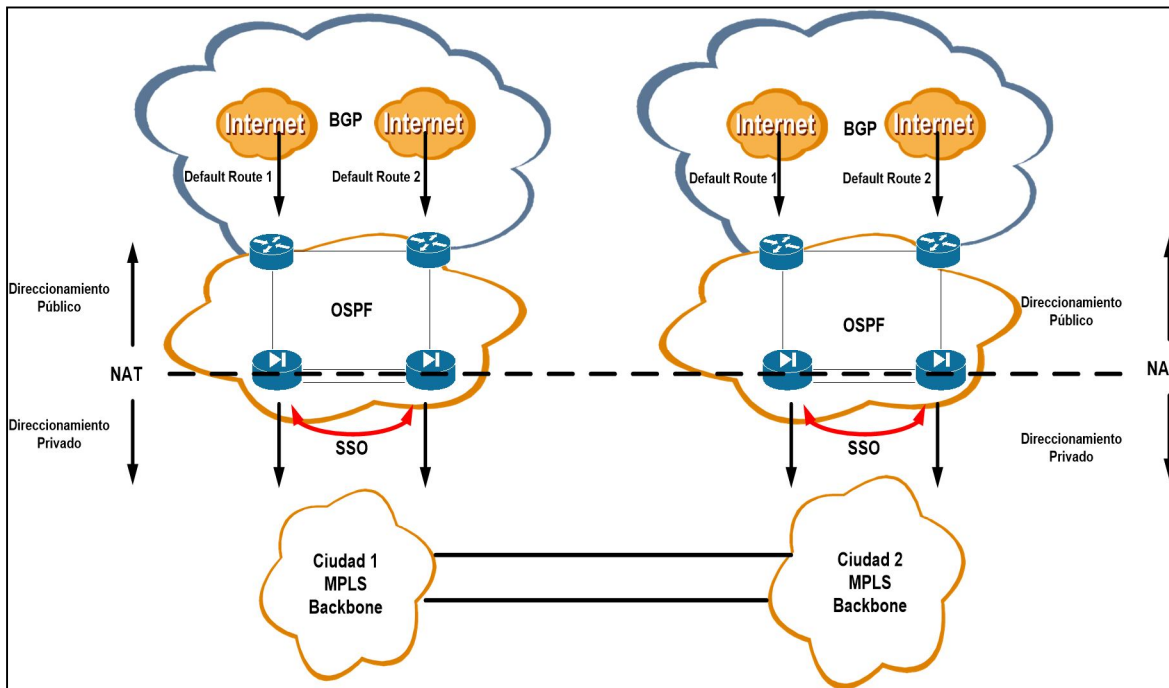 Internet
BGP
Internet
Internet
BGP
Internet
Default Route 1
Default Route 2
Default Route 1
Default Route 2
Direccionamiento
Público
OSPF
OSPF
Direccionamiento
Público
NAT
NA
Direccionamiento
Privado
SSO
SSO
Direccionamiento
Privado
Ciudad 1
MPLS
Backbone
Ciudad 2
MPLS
Backbone